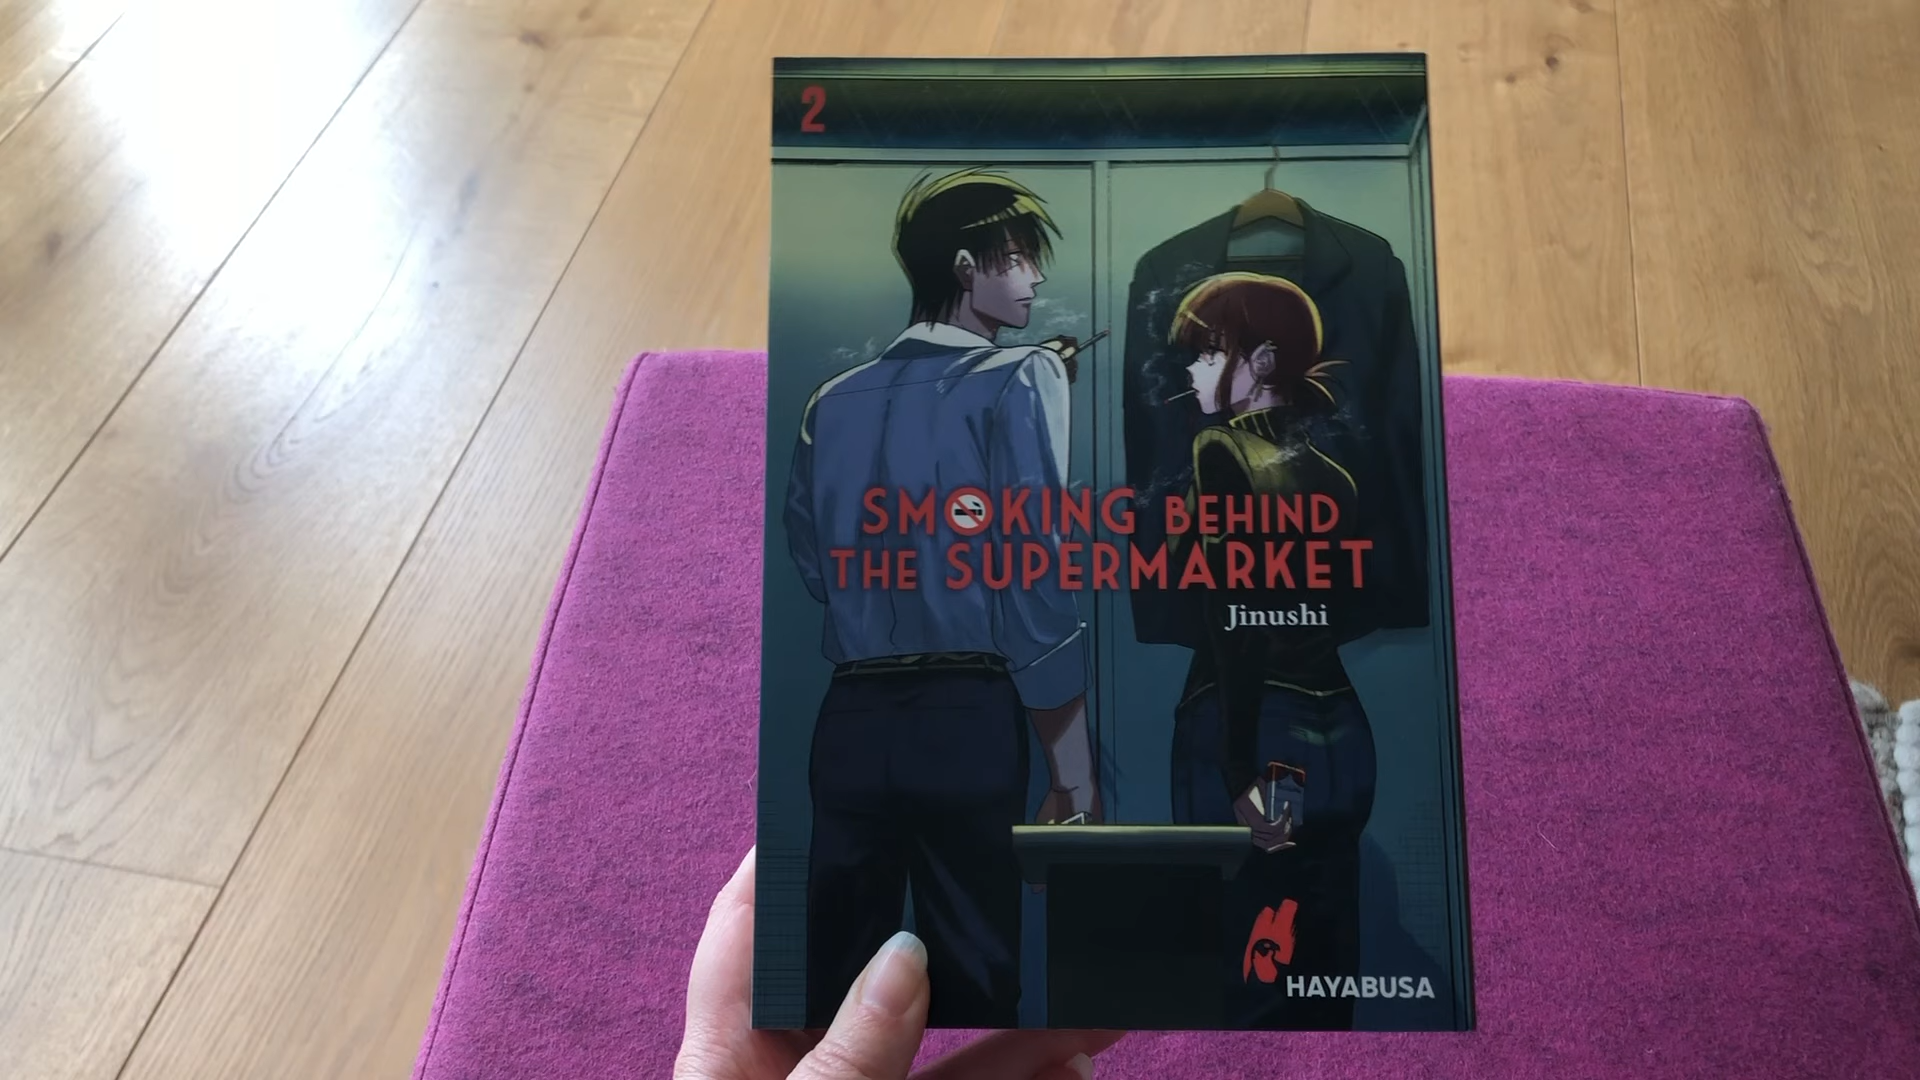 2
SMOKING BEHIND
THE SUPERMARKET
Jinushi
HAYABUSA